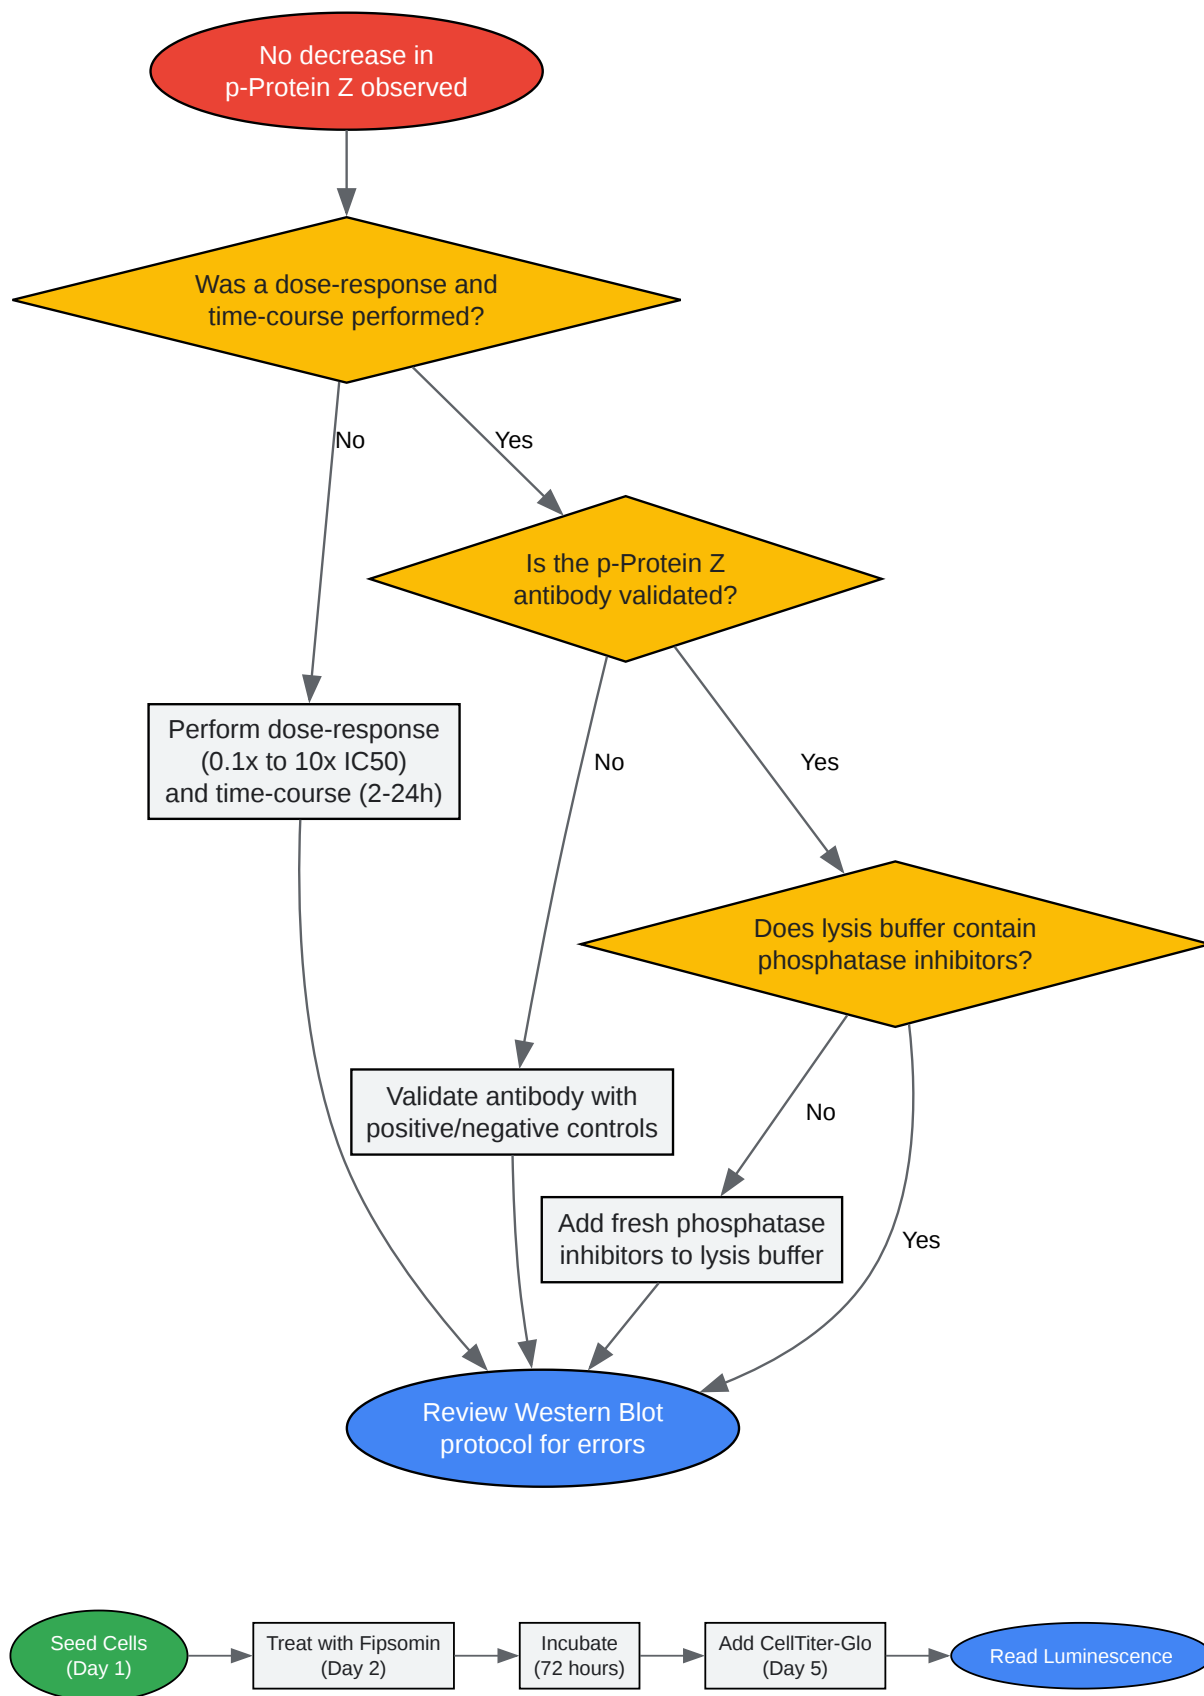 No decrease in
p-Protein Z observed
Was a dose-response and
time-course performed?
No
Yes
Is the p-Protein Z
antibody validated?
Perform dose-response
(0.1x to 10x IC50)
and time-course (2-24h)
No
Yes
Does lysis buffer contain
phosphatase inhibitors?
Validate antibody with
positive/negative controls
No
Add fresh phosphatase
inhibitors to lysis buffer
Yes
Review Western Blot
protocol for errors
Seed Cells
(Day 1)
Treat with Fipsomin
(Day 2)
Incubate
(72 hours)
Add CellTiter-Glo
(Day 5)
Read Luminescence